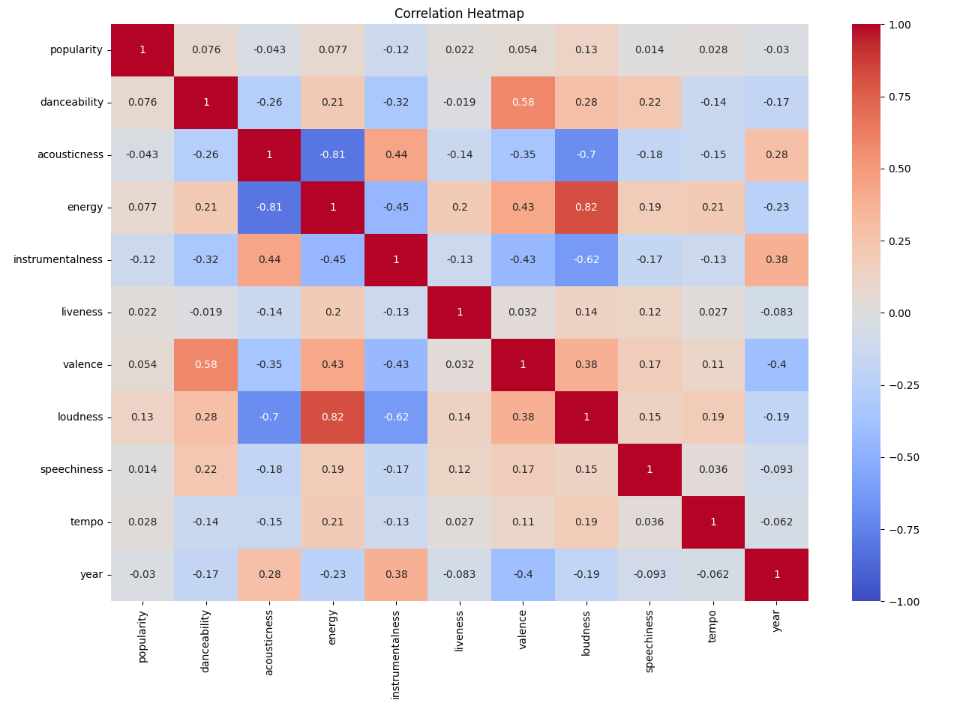 Correlation Heatmap
popularity 1 0.076 -0.043 0.077 -0.12 0.022 0.054 0.13 0.014 0.028 -0.03
danceability 0.076 1 -0.26 0.21 -0.32 -0.019 0.58 0.28 0.22 -0.14 -0.17
acousticness -0.043 -0.26 1 -0.81 0.44 -0.14 -0.35 -0.7 -0.18 -0.15 0.28
energy 0.077 0.21 -0.81 1 -0.45 0.2 0.43 0.82 0.19 0.21 -0.23
instrumentalness -0.12 -0.32 0.44 -0.45 1 -0.13 -0.43 -0.62 -0.17 -0.13 0.38
liveness 0.022 -0.019 -0.14 0.2 -0.13 1 0.032 0.14 0.12 0.027 -0.083
valence 0.054 0.58 -0.35 0.43 -0.43 0.032 1 0.38 0.17 0.11 -0.4
loudness 0.13 0.28 -0.7 0.82 -0.62 0.14 0.38 1 0.15 0.19 -0.19
speechiness 0.014 0.22 -0.18 0.19 -0.17 0.12 0.17 0.15 1 0.036 -0.093
tempo 0.028 -0.14 -0.15 0.21 -0.13 0.027 0.11 0.19 0.036 1 -0.062
year -0.03 -0.17 0.28 -0.23 0.38 -0.083 -0.4 -0.19 -0.093 -0.062 1
popularity danceability acousticness energy instrumentalness liveness valence loudness speechiness tempo year
1.00
0.75
0.50
0.25
0.00
−0.25
−0.50
−0.75
−1.00